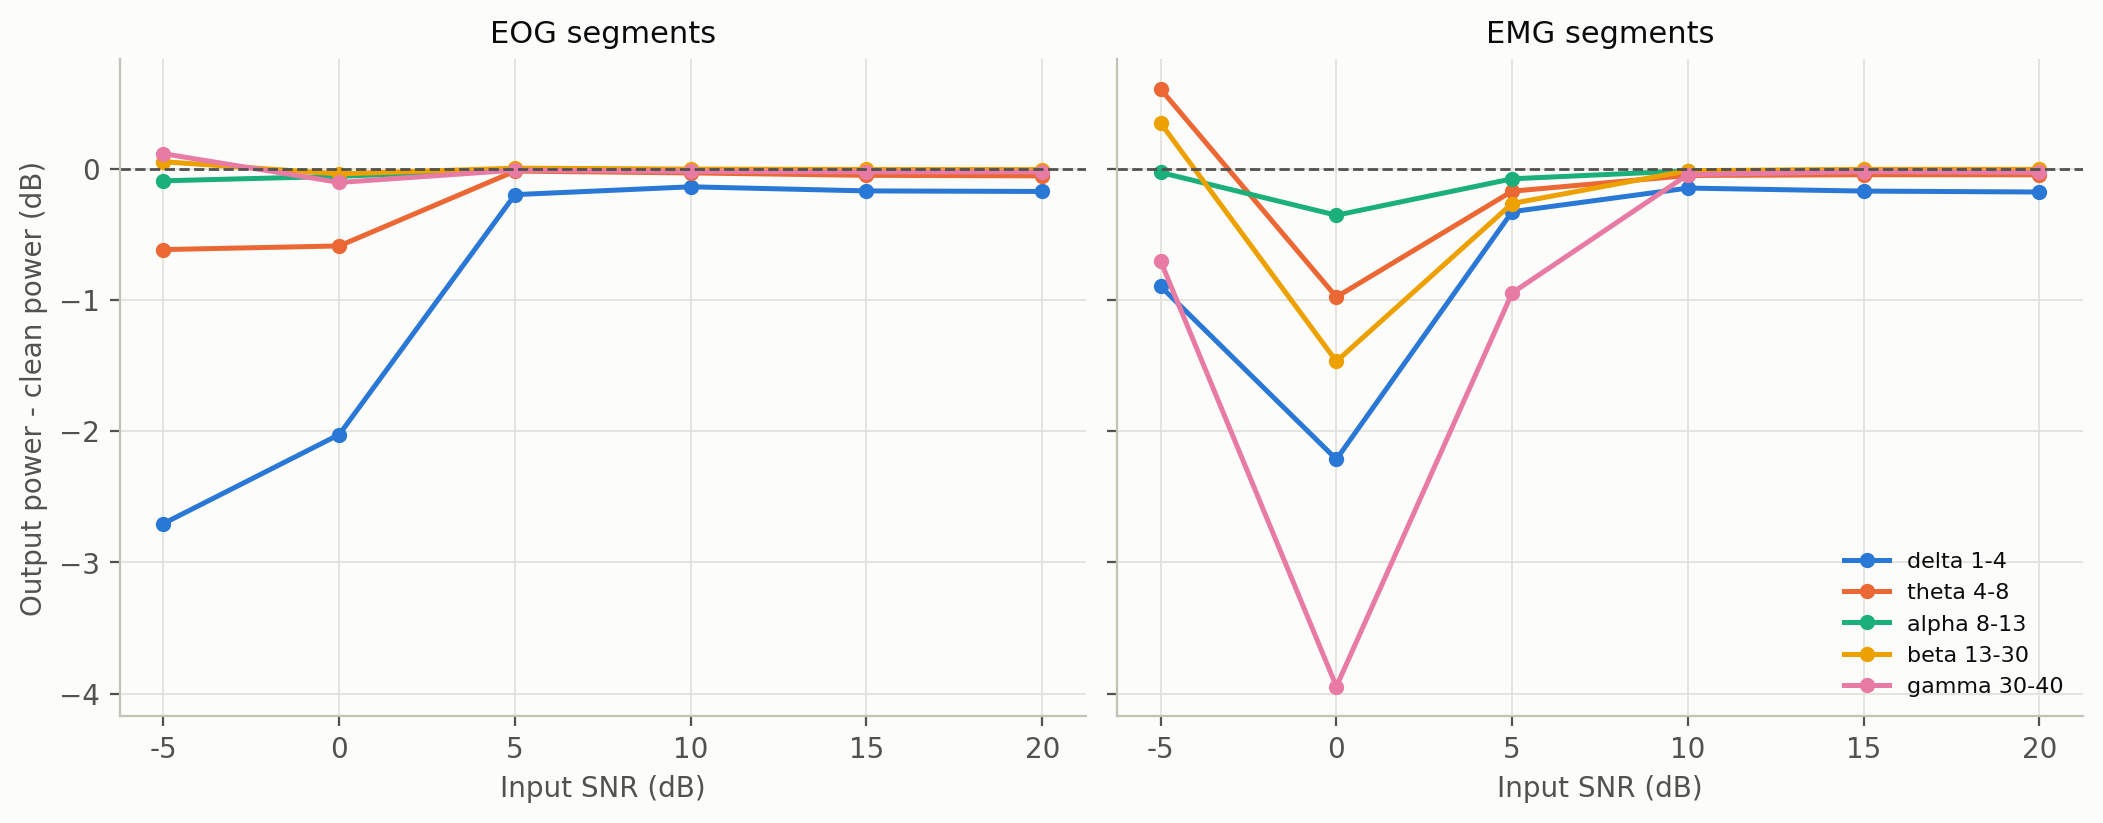 EOG segments
EMG segments
Output power - clean power (dB)
0
−1
−2
−3
−4
-5 0 5 10 15 20
-5 0 5 10 15 20
Input SNR (dB)
Input SNR (dB)
delta 1-4
theta 4-8
alpha 8-13
beta 13-30
gamma 30-40